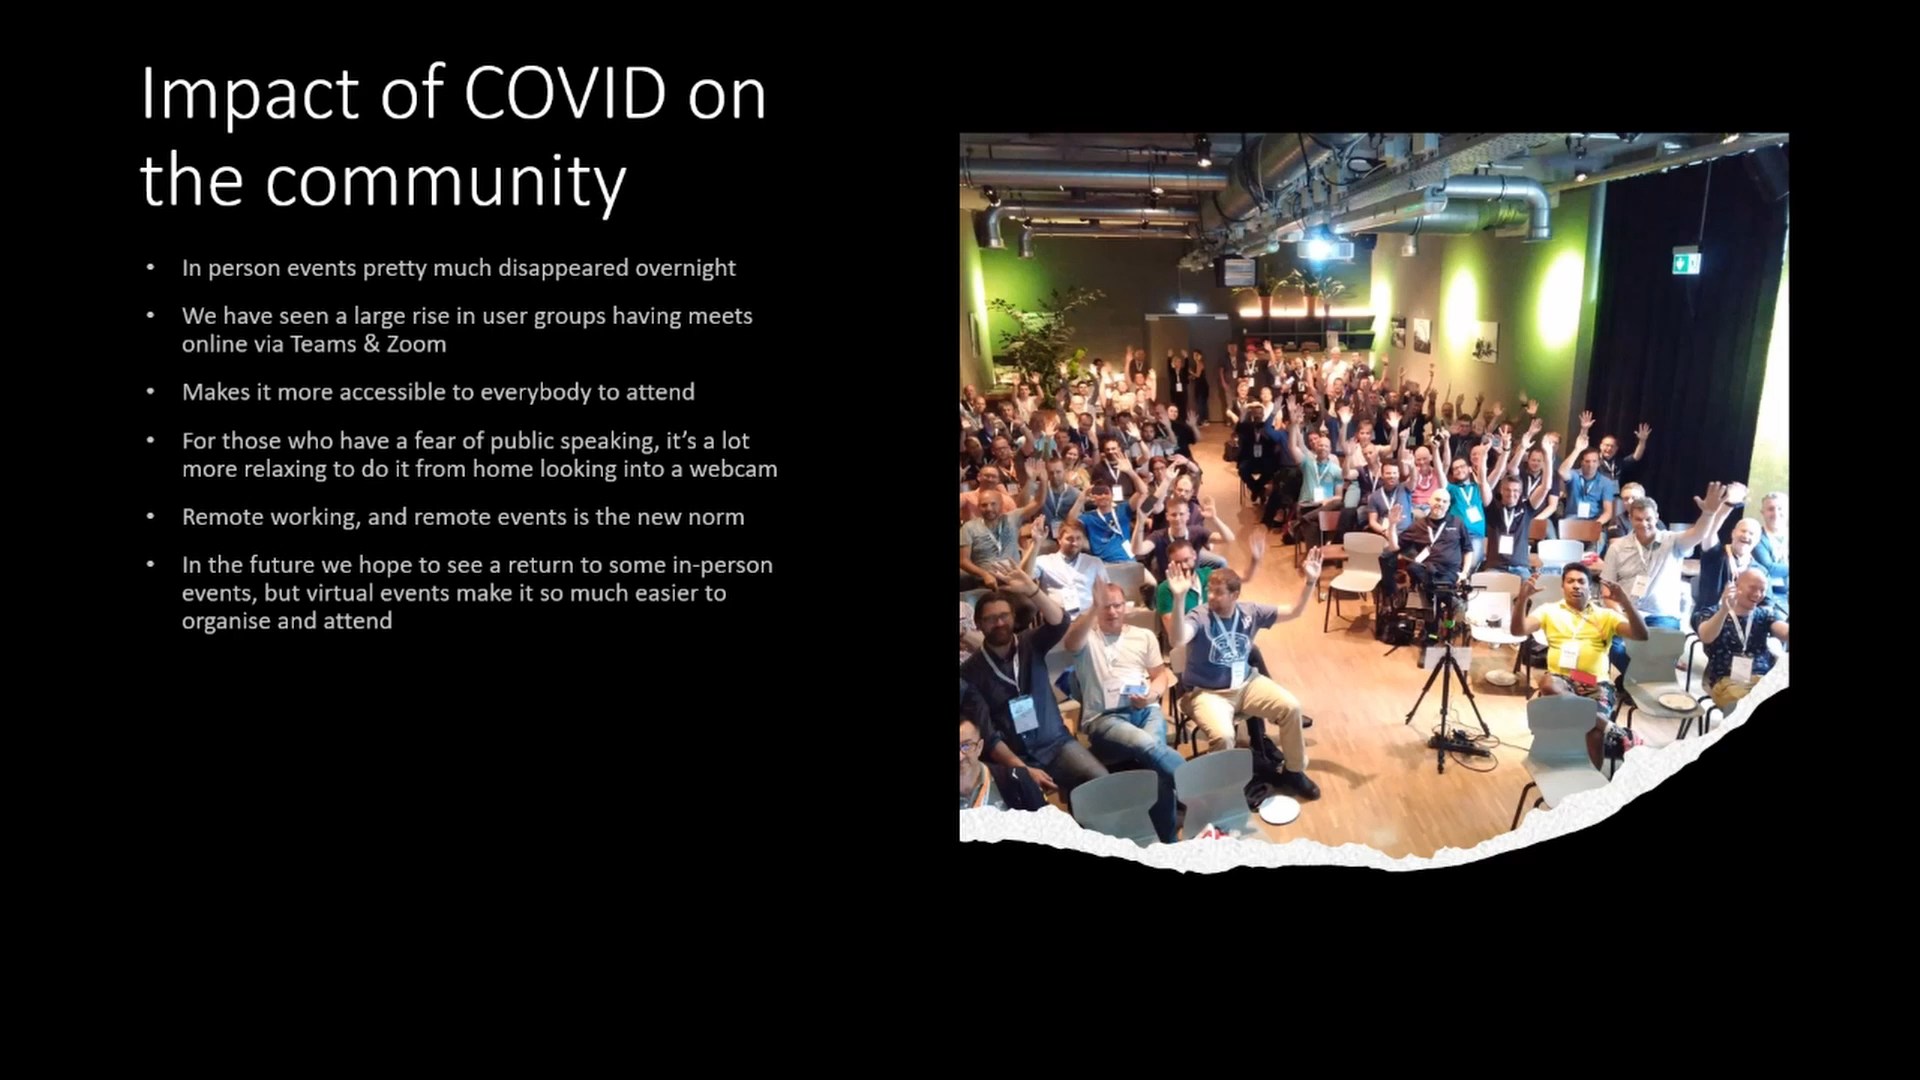 Impact of COVID on
the community
• In person events pretty much disappeared overnight
• We have seen a large rise in user groups having meets
online via Teams & Zoom
• Makes it more accessible to everybody to attend
• For those who have a fear of public speaking, it’s a lot
more relaxing to do it from home looking into a webcam
• Remote working, and remote events is the new norm
• In the future we hope to see a return to some in-person
events, but virtual events make it so much easier to
organise and attend